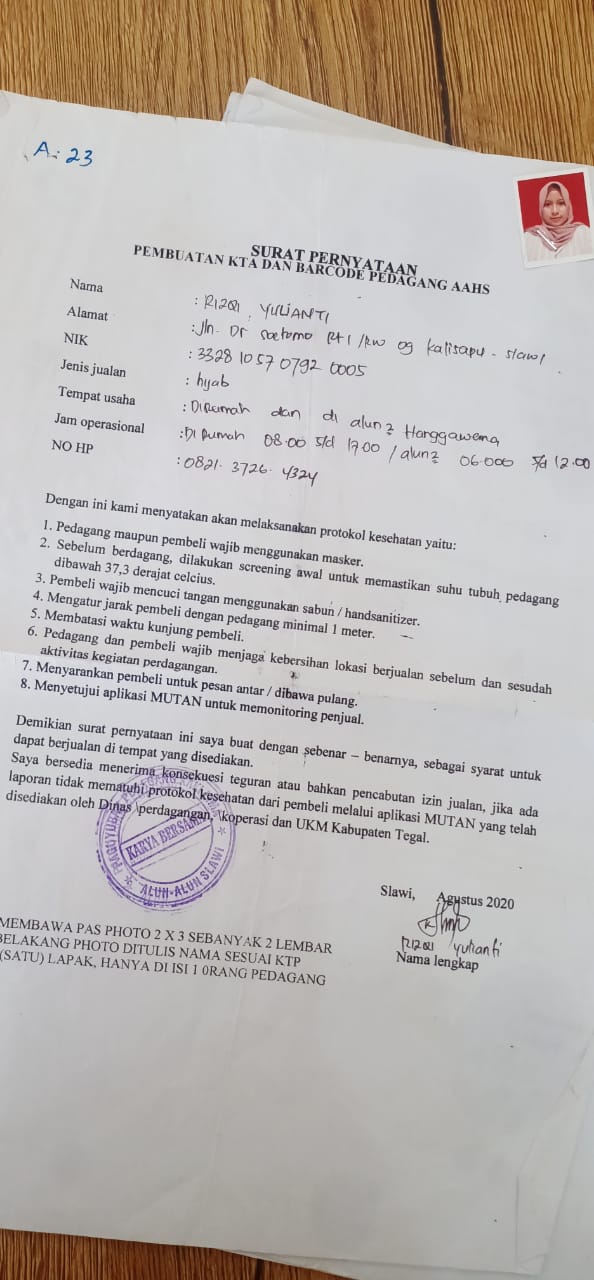 A: 23
SURAT PERNYATAAN
PEMBUATAN KTA DAN BARCODE PEDAGANG AAHS
Nama : RIZQI YULIANTI
Alamat : Jln. Dr Soetomo Rt 1 /Rw 09 Kalisapu - Slawi
NIK : 3328 1057 0792 0005
Jenis jualan : hijab
Tempat usaha : Dirumah dan di alun2 Hanggawana
Jam operasional : Di Rumah 08.00 s/d 17.00 / alun2 06.000 s/d 12.00
NO HP : 0821. 3726. 4324
Dengan ini kami menyatakan akan melaksanakan protokol kesehatan yaitu:
1. Pedagang maupun pembeli wajib menggunakan masker.
2. Sebelum berdagang, dilakukan screening awal untuk memastikan suhu tubuh pedagang
dibawah 37,3 derajat celcius.
3. Pembeli wajib mencuci tangan menggunakan sabun / handsanitizer.
4. Mengatur jarak pembeli dengan pedagang minimal 1 meter.
5. Membatasi waktu kunjung pembeli.
6. Pedagang dan pembeli wajib menjaga kebersihan lokasi berjualan sebelum dan sesudah
aktivitas kegiatan perdagangan.
7. Menyarankan pembeli untuk pesan antar / dibawa pulang.
8. Menyetujui aplikasi MUTAN untuk memonitoring penjual.
Demikian surat pernyataan ini saya buat dengan sebenar – benarnya, sebagai syarat untuk
dapat berjualan di tempat yang disediakan.
Saya bersedia menerima konsekuesi teguran atau bahkan pencabutan izin jualan, jika ada
laporan tidak mematuhi protokol kesehatan dari pembeli melalui aplikasi MUTAN yang telah
disediakan oleh Dinas perdagangan, koperasi dan UKM Kabupaten Tegal.
KARYA BERSAMA
ALUN-ALUN SLAWI
Slawi, Agustus 2020
Rizqi Yulianti
Nama lengkap
MEMBAWA PAS PHOTO 2 X 3 SEBANYAK 2 LEMBAR
BELAKANG PHOTO DITULIS NAMA SESUAI KTP
(SATU) LAPAK, HANYA DI ISI 1 0RANG PEDAGANG